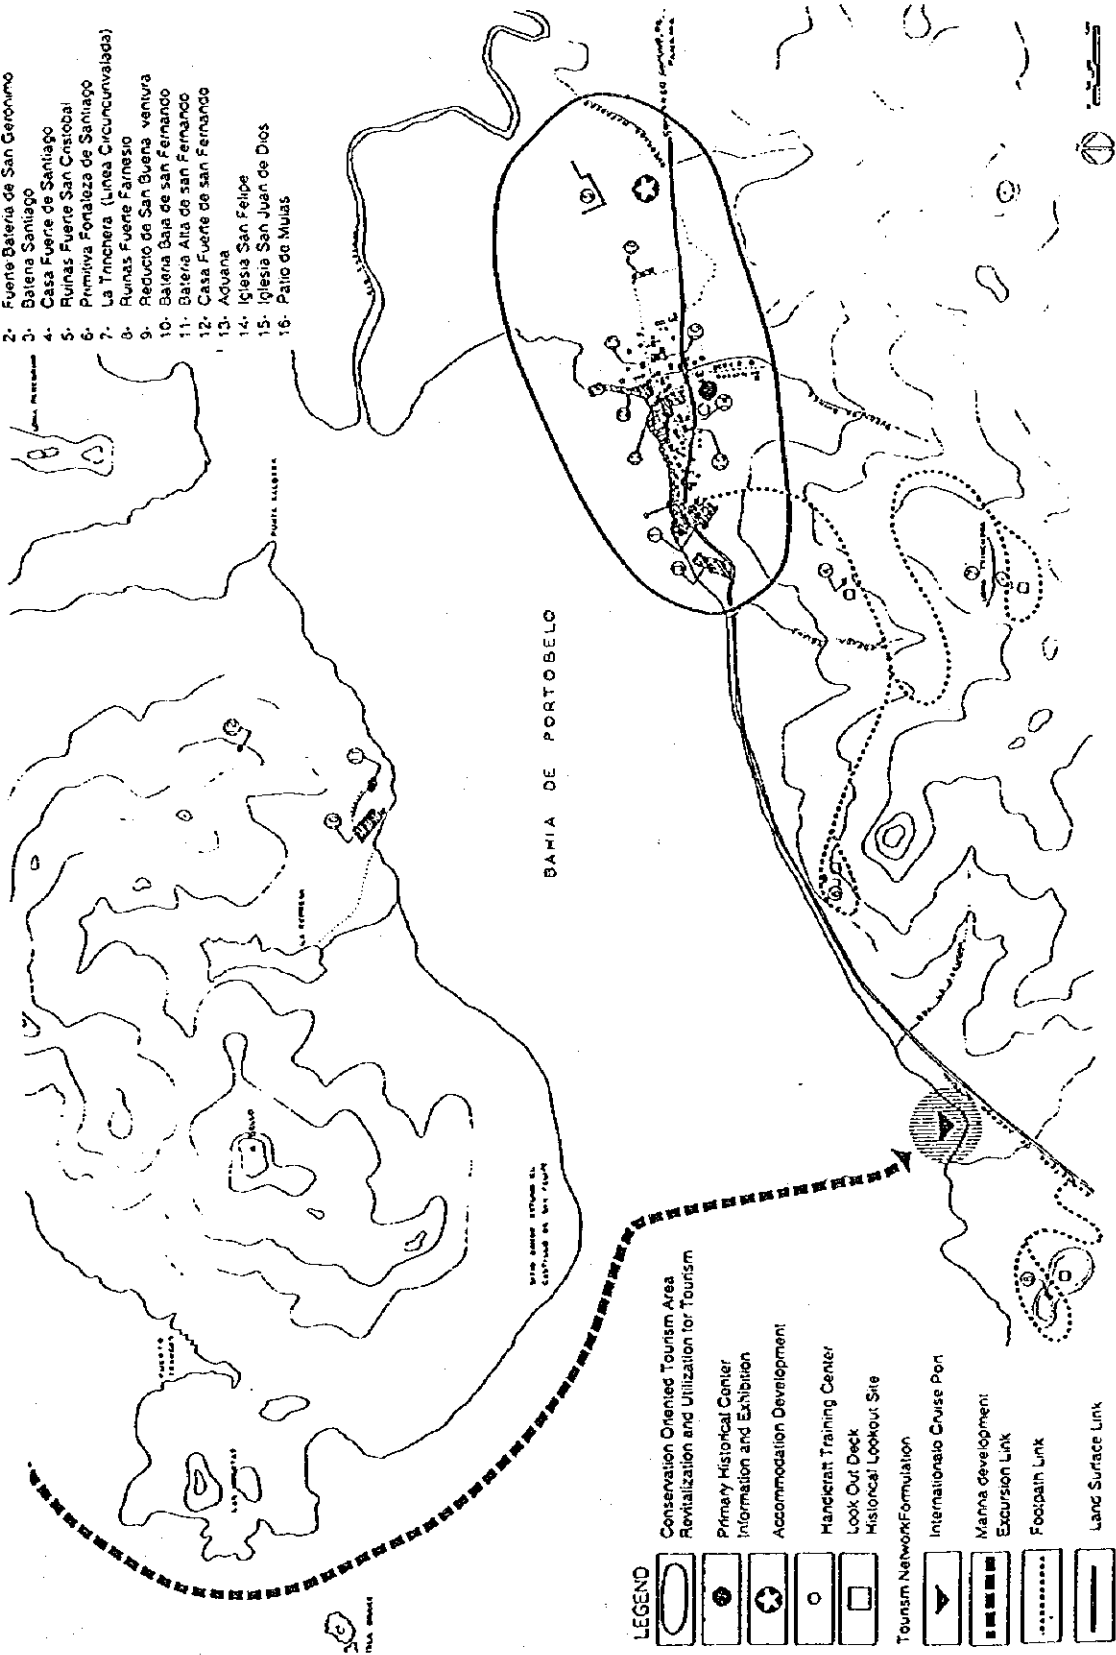 2- Fuerte Bateria de San Geronimo
3- Bateria Santiago
4- Casa Fuerte de Santiago
5- Ruinas Fuerte San Cristobal
6- Primitiva Fortaleza de Santiago
7- La Trinchera (Linea Circuncunvalada)
8- Ruinas Fuerte Farnesio
9- Reducto de San Buena ventura
10- Bateria Baja de san Fernando
11- Bateria Alta de san Fernando
12- Casa Fuerte de san Fernando
13- Aduana
14- Iglesia San Felipe
15- Iglesia San Juan de Dios
16- Patio de Mulas
PUNTA
BAHIA DE PORTOBELO
LEGEND
Conservation Oriented Tourism Area
Revitalization and Utilization for Tourism
Primary Historical Center
Information and Exhibition
Accommodation Development
Handicraft Training Center
Look Out Deck
Historical Lookout Site
Tourism NetworkFormulation
Internationalo Cruise Port
Marina development
Excursion Link
Footpath Link
Land Surface Link